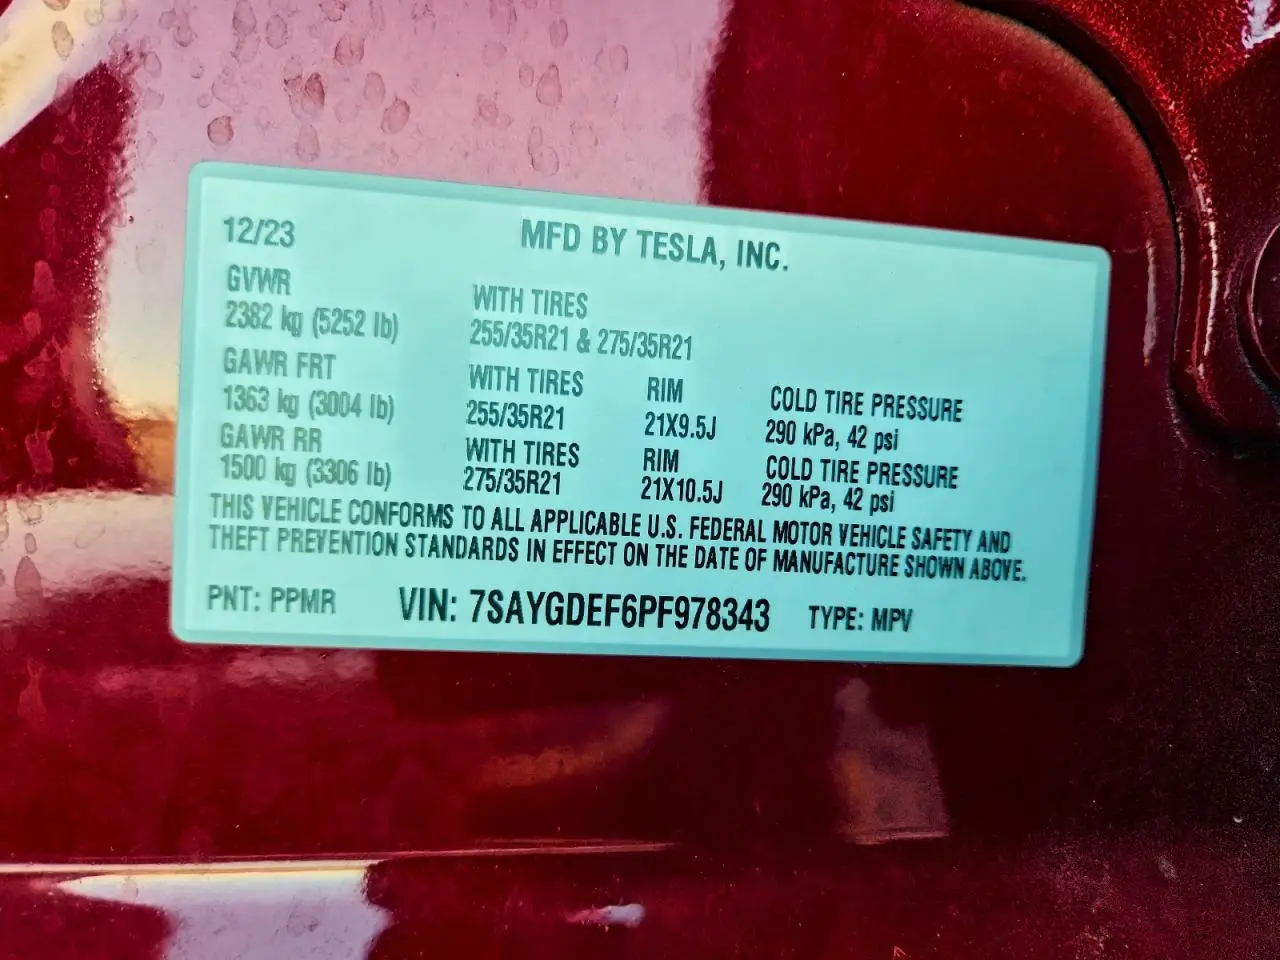 12/23 MFD BY TESLA, INC.
GVWR
2382 kg (5252 lb) WITH TIRES
255/35R21 & 275/35R21
GAWR FRT
1363 kg (3004 lb) WITH TIRES
255/35R21 RIM
21X9.5J COLD TIRE PRESSURE
290 kPa, 42 psi
GAWR RR
1500 kg (3306 lb) WITH TIRES
275/35R21 RIM
21X10.5J COLD TIRE PRESSURE
290 kPa, 42 psi
THIS VEHICLE CONFORMS TO ALL APPLICABLE U.S. FEDERAL MOTOR VEHICLE SAFETY AND
THEFT PREVENTION STANDARDS IN EFFECT ON THE DATE OF MANUFACTURE SHOWN ABOVE.
PNT: PPMR VIN: 7SAYGDEF6PF978343 TYPE: MPV